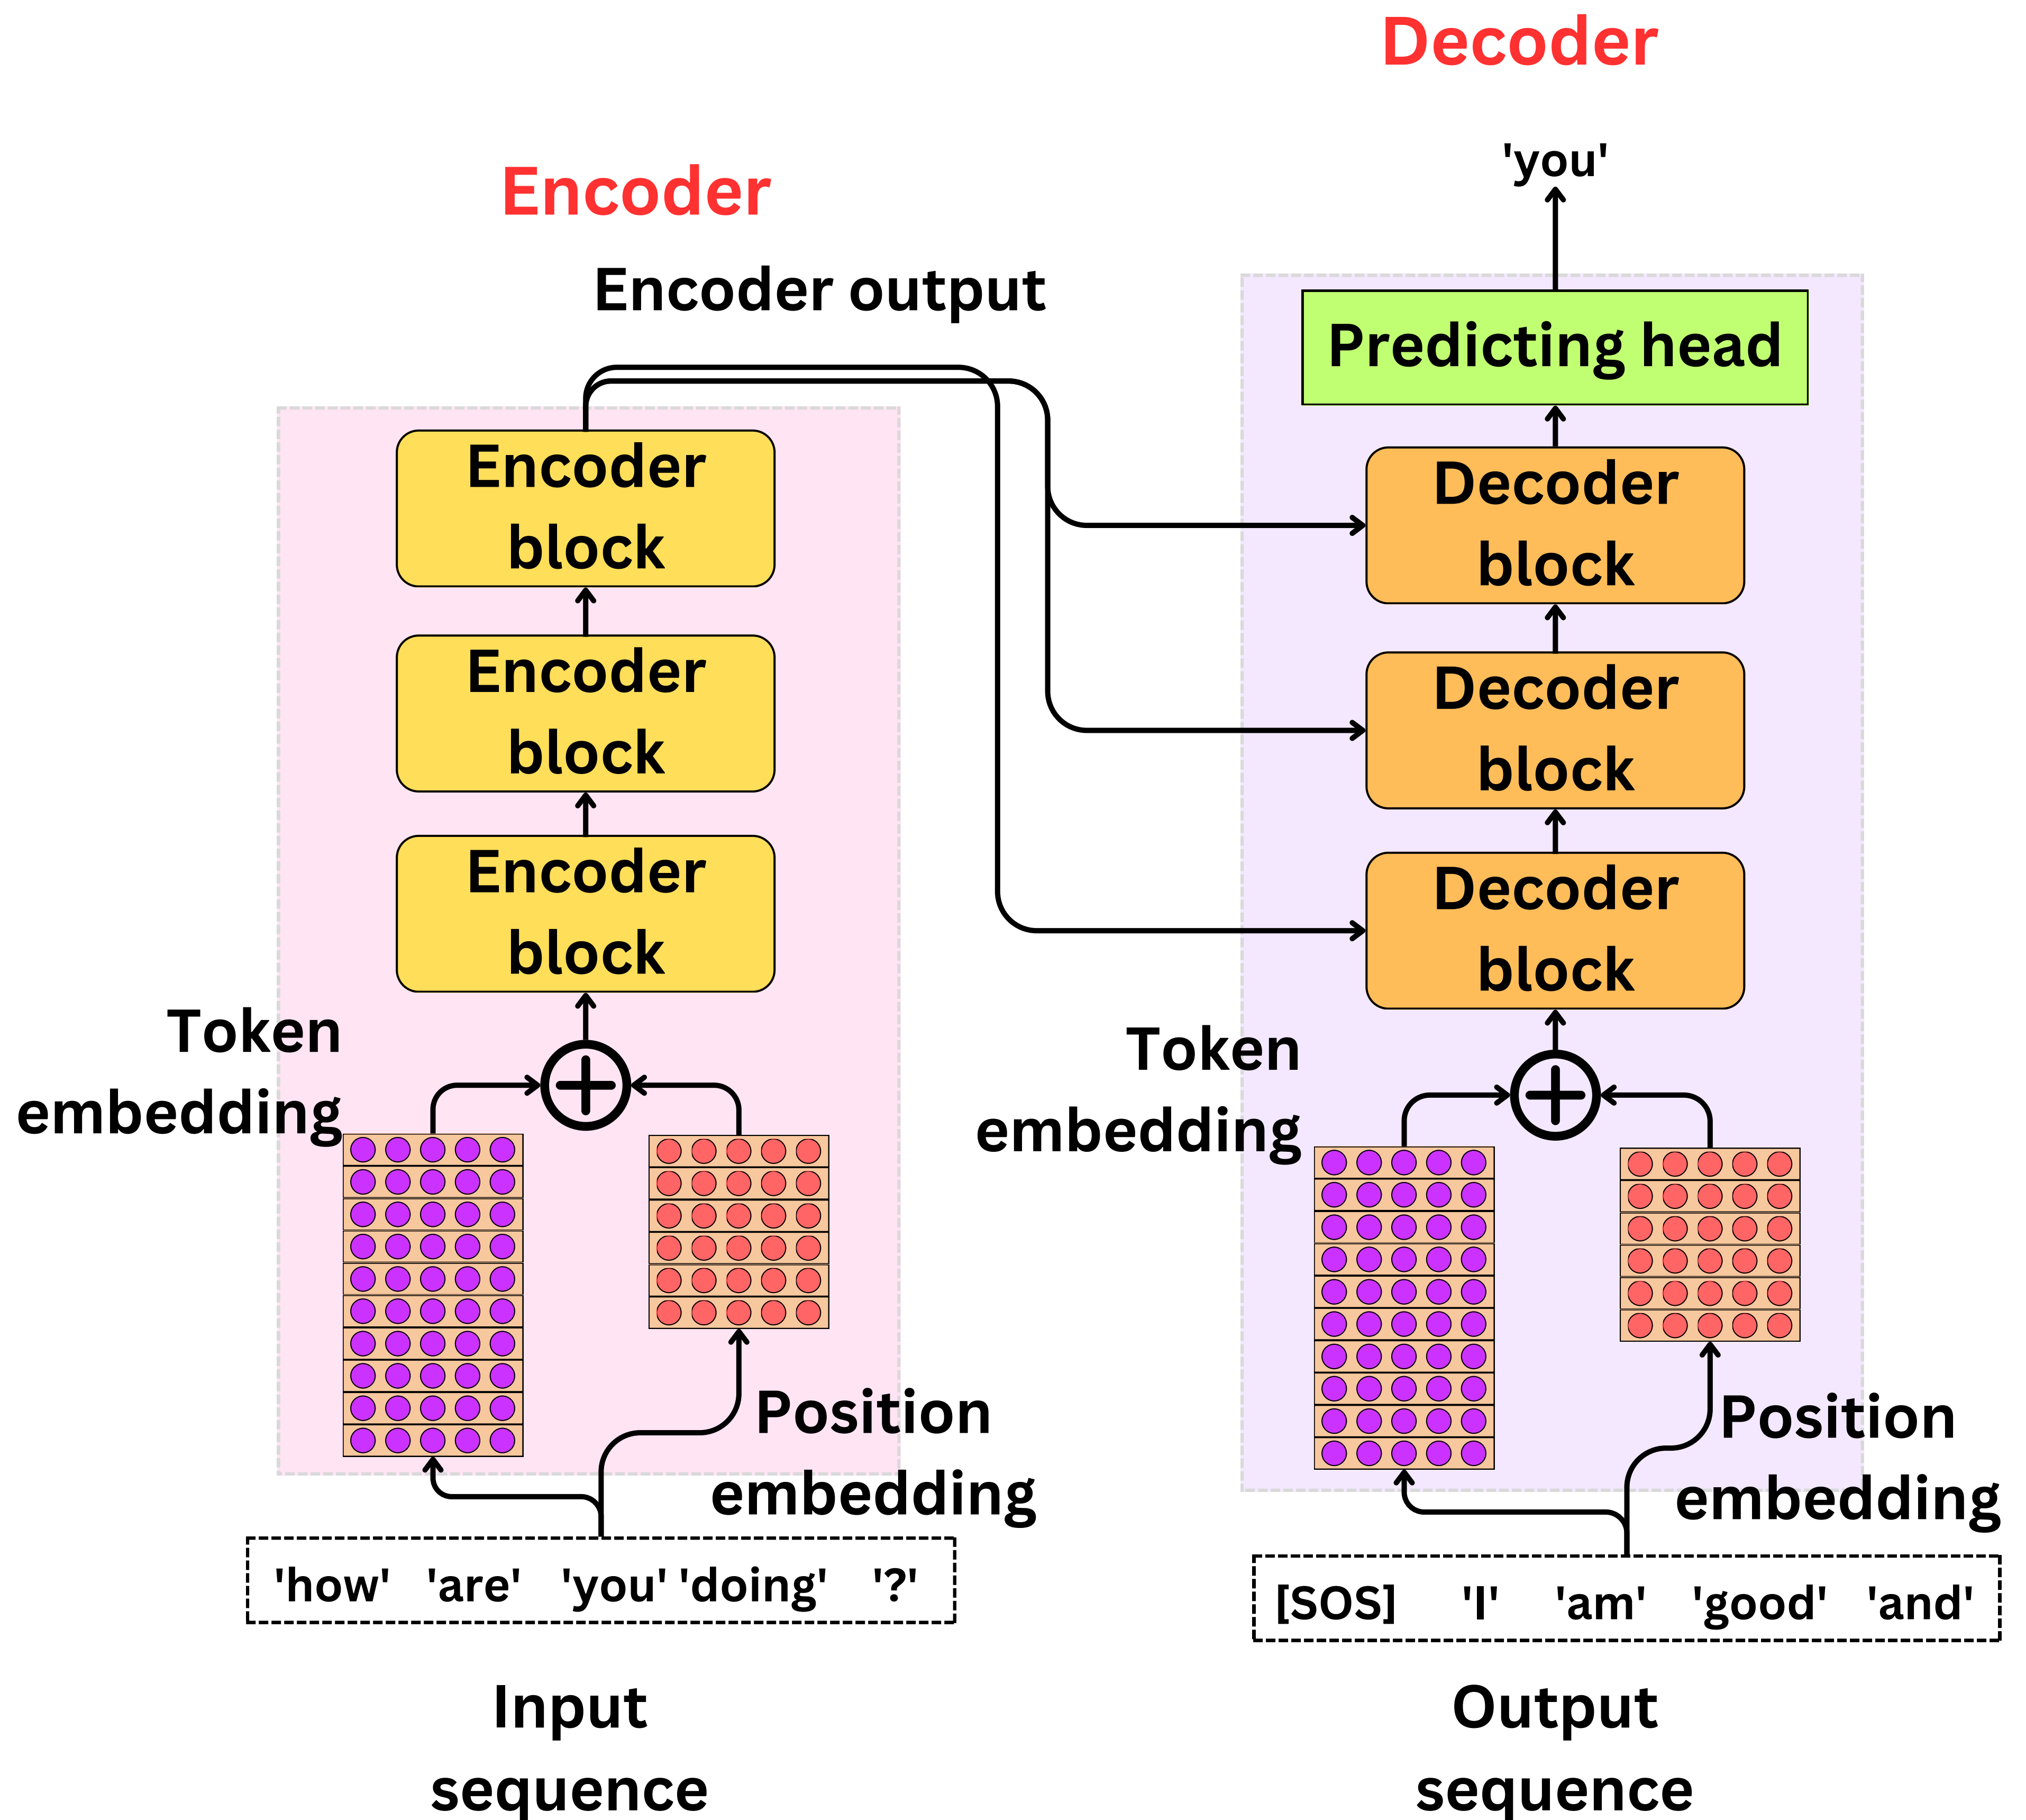 Decoder
'you'
Encoder
Encoder output
Predicting head
Encoder
block
Encoder
block
Encoder
block
Decoder
block
Decoder
block
Decoder
block
Token
embedding
Position
embedding
Token
embedding
Position
embedding
'how' 'are' 'you' 'doing' '?'
[SOS] 'I' 'am' 'good' 'and'
Input
sequence
Output
sequence